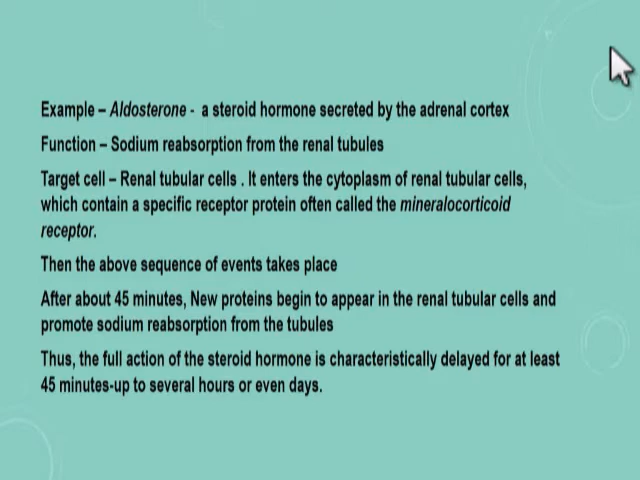 Example – Aldosterone - a steroid hormone secreted by the adrenal cortex
Function – Sodium reabsorption from the renal tubules
Target cell – Renal tubular cells . It enters the cytoplasm of renal tubular cells,
which contain a specific receptor protein often called the mineralocorticoid
receptor.
Then the above sequence of events takes place
After about 45 minutes, New proteins begin to appear in the renal tubular cells and
promote sodium reabsorption from the tubules
Thus, the full action of the steroid hormone is characteristically delayed for at least
45 minutes-up to several hours or even days.